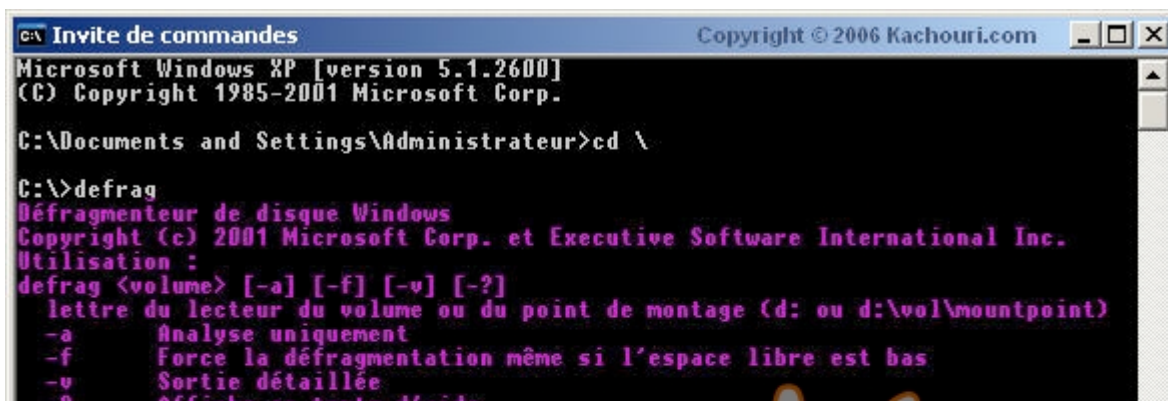 Invite de commandes Copyright © 2006 Kachouri.com
Microsoft Windows XP [version 5.1.2600]
(C) Copyright 1985-2001 Microsoft Corp.
C:\Documents and Settings\Administrateur>cd \
C:\>defrag
Défragmenteur de disque Windows
Copyright (c) 2001 Microsoft Corp. et Executive Software International Inc.
Utilisation :
defrag <volume> [-a] [-f] [-v] [-?]
lettre du lecteur du volume ou du point de montage (d: ou d:\vol\mountpoint)
-a Analyse uniquement
-f Force la défragmentation même si l'espace libre est bas
-v Sortie détaillée